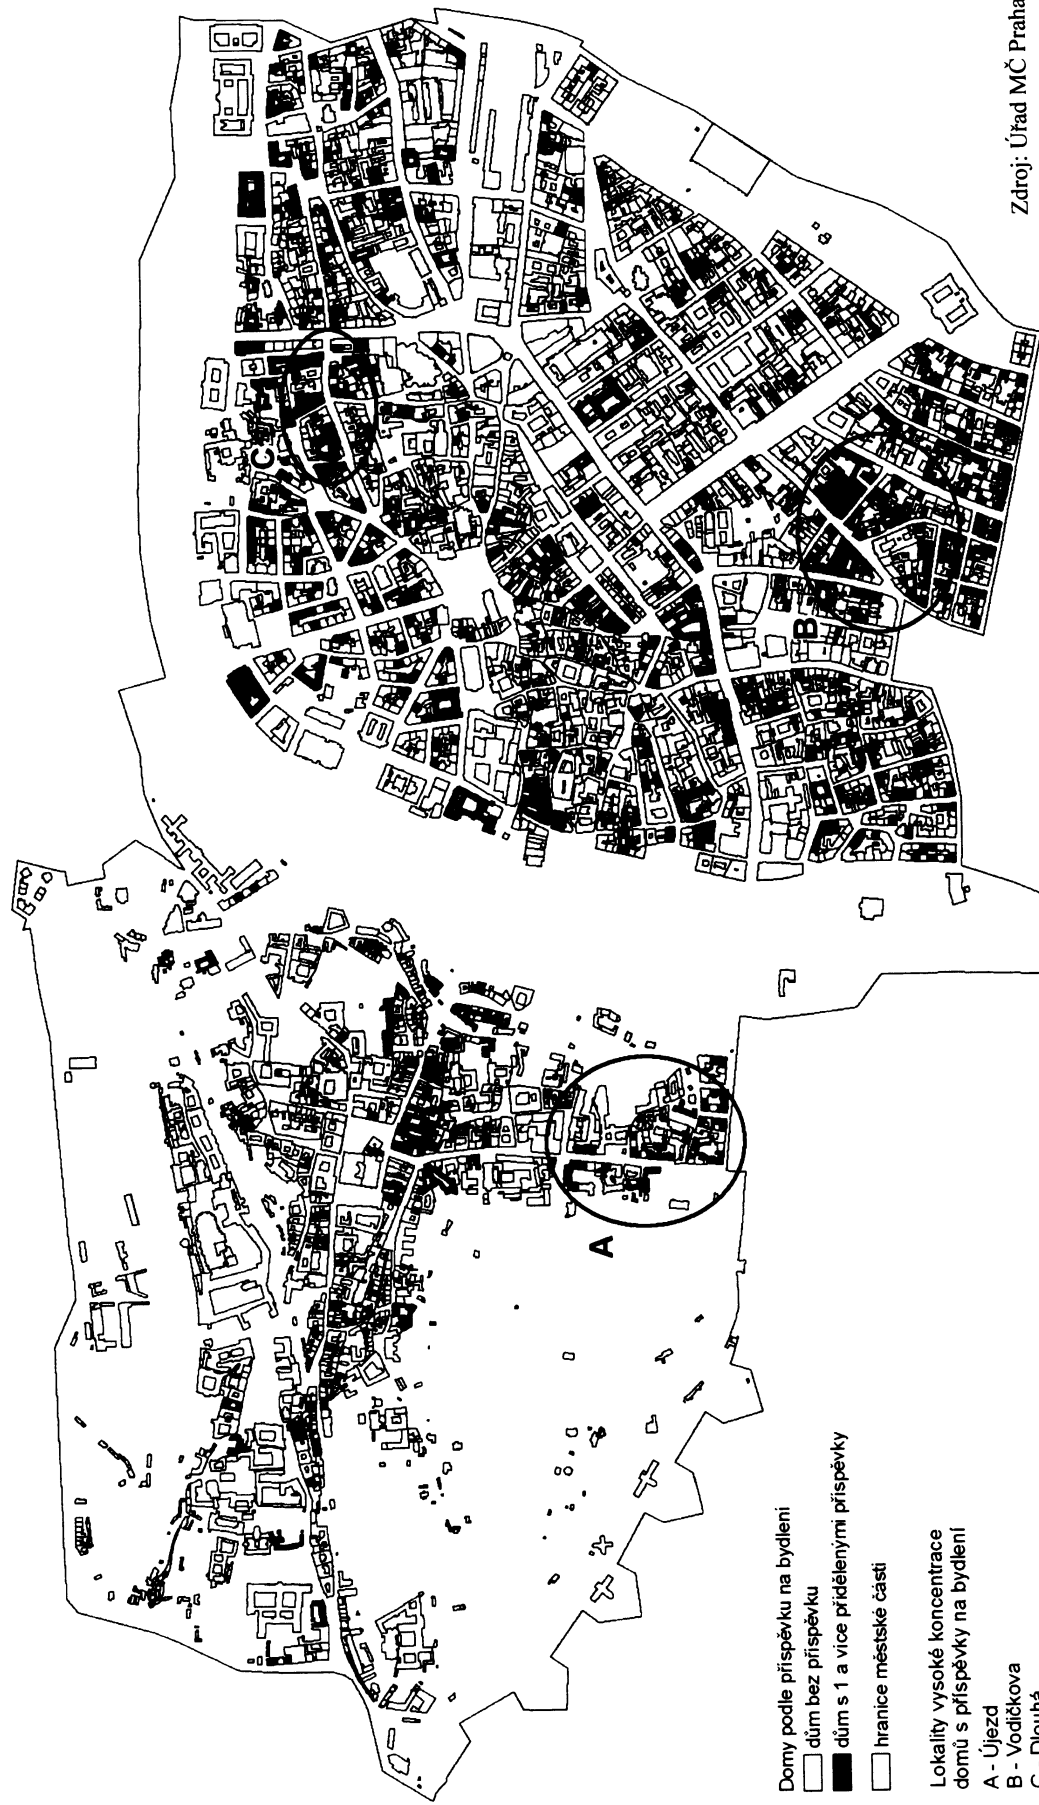 C
B
A
Domy podle příspěvku na bydlení
dům bez příspěvku
dům s 1 a více přidělenými příspěvky
hranice městské části
Lokality vysoké koncentrace
domů s příspěvky na bydlení
A - Újezd
B - Vodičkova
C - Dlouhá
Zdroj: Úřad MČ Praha